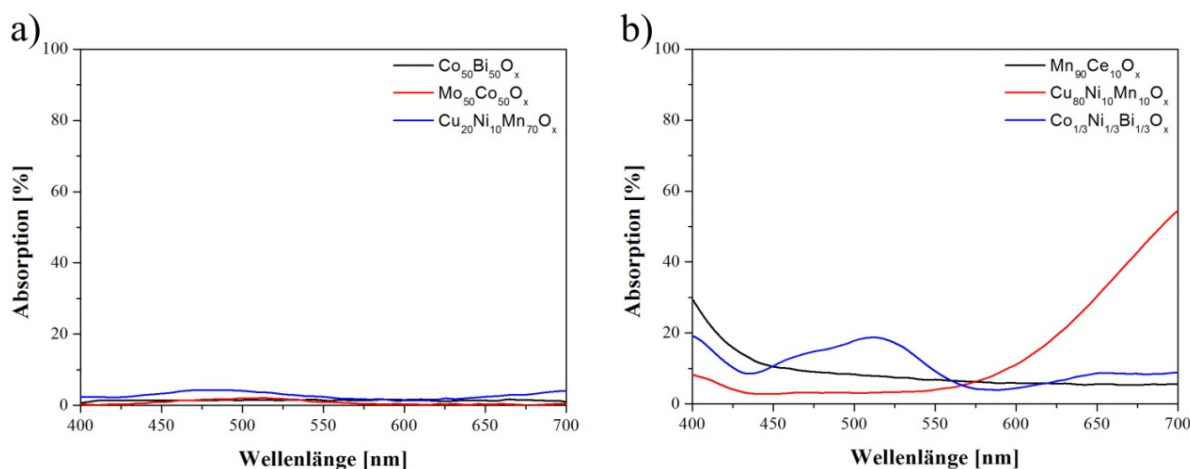 a)
100
80
60
40
20
0
Absorption [%]
400 450 500 550 600 650 700
Wellenlänge [nm]
Co50Bi50Ox
Mo50Co50Ox
Cu20Ni10Mn70Ox
b)
100
80
60
40
20
0
Absorption [%]
400 450 500 550 600 650 700
Wellenlänge [nm]
Mn90Ce10Ox
Cu80Ni10Mn10Ox
Co1/3Ni1/3Bi1/3Ox